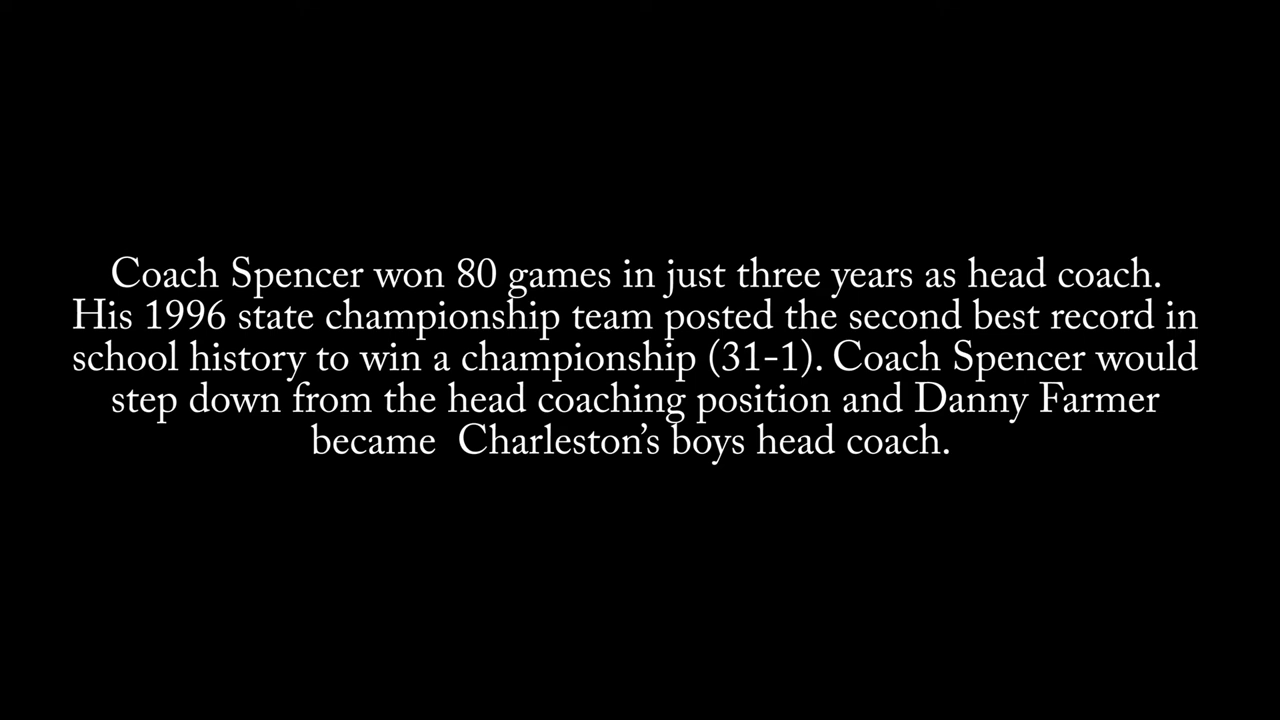 Coach Spencer won 80 games in just three years as head coach.
His 1996 state championship team posted the second best record in
school history to win a championship (31-1). Coach Spencer would
step down from the head coaching position and Danny Farmer
became  Charleston’s boys head coach.